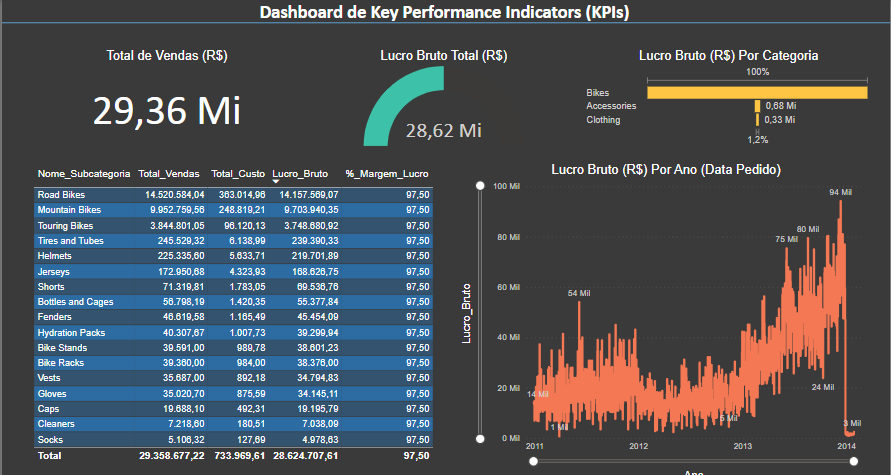 Dashboard de Key Performance Indicators (KPIs)
Total de Vendas (R$)
29,36 Mi
Lucro Bruto Total (R$)
28,62 Mi
Lucro Bruto (R$) Por Categoria
100%
Bikes
Accessories 0,68 Mi
Clothing 0,33 Mi
1,2%
Nome_Subcategoria Total_Vendas Total_Custo Lucro_Bruto %_Margem_Lucro
Road Bikes 14.520.584,04 363.014,96 14.157.569,07 97,50
Mountain Bikes 9.952.759,56 248.819,21 9.703.940,35 97,50
Touring Bikes 3.844.801,05 96.120,13 3.748.680,92 97,50
Tires and Tubes 245.529,32 6.138,99 239.390,33 97,50
Helmets 225.335,60 5.633,71 219.701,89 97,50
Jerseys 172.950,68 4.323,93 168.626,75 97,50
Shorts 71.319,81 1.783,05 69.536,76 97,50
Bottles and Cages 56.798,19 1.420,35 55.377,84 97,50
Fenders 46.619,58 1.165,49 45.454,09 97,50
Hydration Packs 40.307,67 1.007,73 39.299,94 97,50
Bike Stands 39.591,00 989,78 38.601,23 97,50
Bike Racks 39.360,00 984,00 38.376,00 97,50
Vests 35.687,00 892,18 34.794,83 97,50
Gloves 35.020,70 875,59 34.145,11 97,50
Caps 19.688,10 492,31 19.195,79 97,50
Cleaners 7.218,60 180,51 7.038,09 97,50
Socks 5.106,32 127,69 4.978,63 97,50
Total 29.358.677,22 733.969,61 28.624.707,61 97,50
Lucro Bruto (R$) Por Ano (Data Pedido)
Lucro_Bruto
100 Mil
80 Mil
60 Mil
40 Mil
20 Mil
0 Mil
94 Mil
80 Mil
75 Mil
54 Mil
14 Mil
24 Mil
1 Mil
5 Mil
3 Mil
2011 2012 2013 2014
Ano